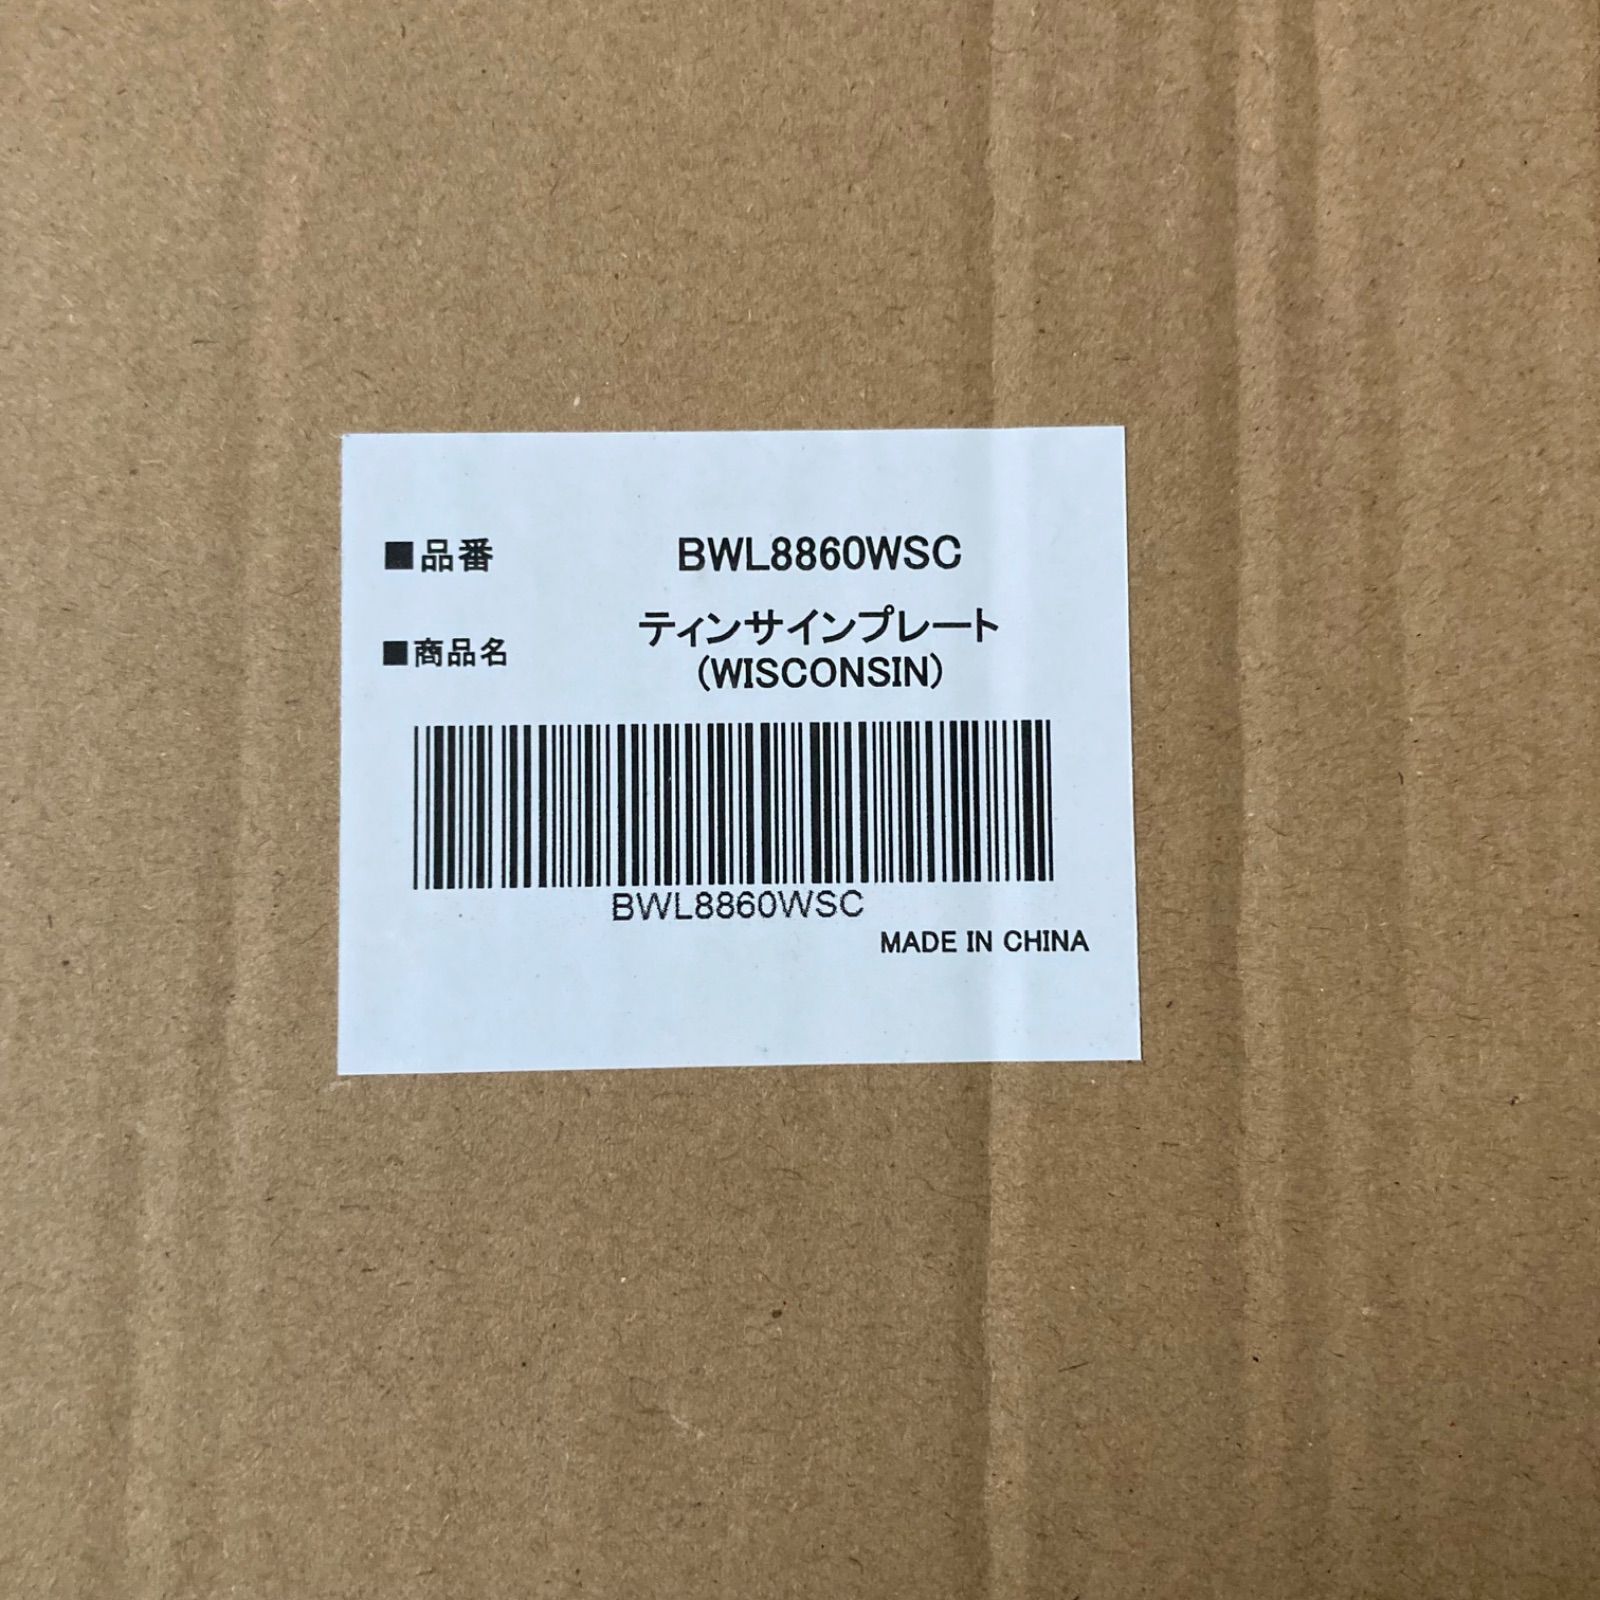 ■品番 BWL8860WSC
■商品名 ティンサインプレート
(WISCONSIN)
BWL8860WSC
MADE IN CHINA